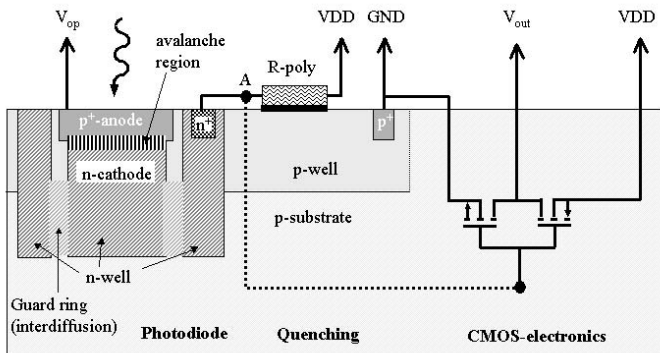 V_op
VDD
GND
V_out
VDD
avalanche
region
R-poly
A
p+-anode
n+
p+
n-cathode
p-well
p-substrate
n-well
Guard ring
(interdiffusion)
Photodiode
Quenching
CMOS-electronics